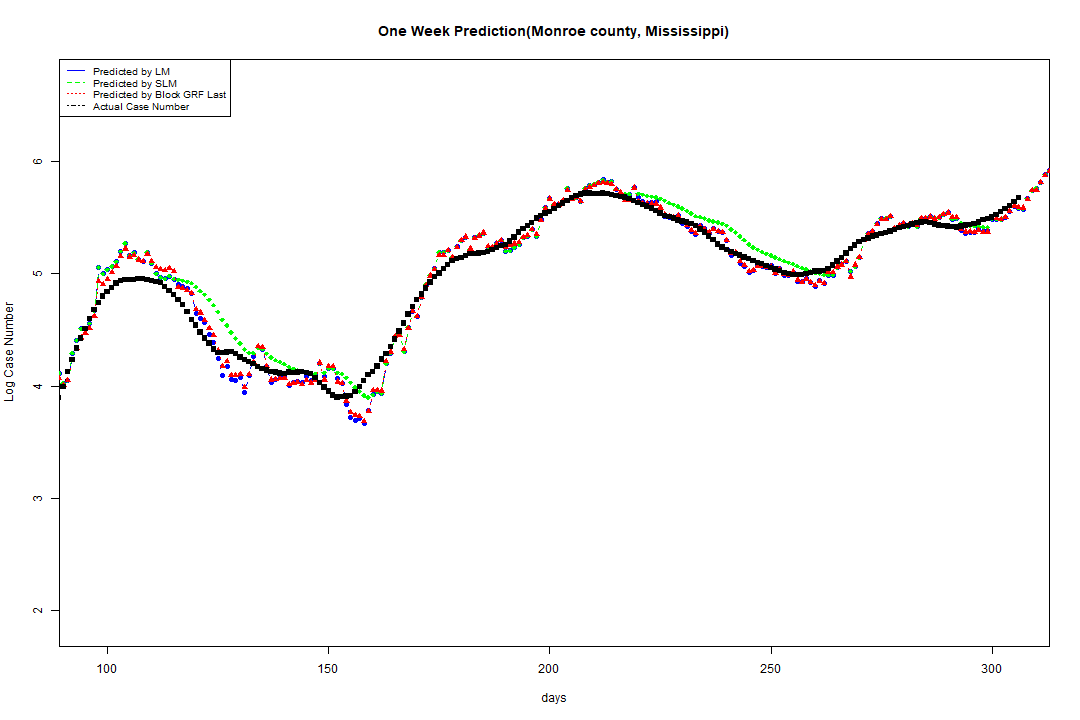 One Week Prediction(Monroe county, Mississippi)
Predicted by LM
Predicted by SLM
Predicted by Block GRF Last
Actual Case Number
Log Case Number
6
5
4
3
2
100 150 200 250 300
days